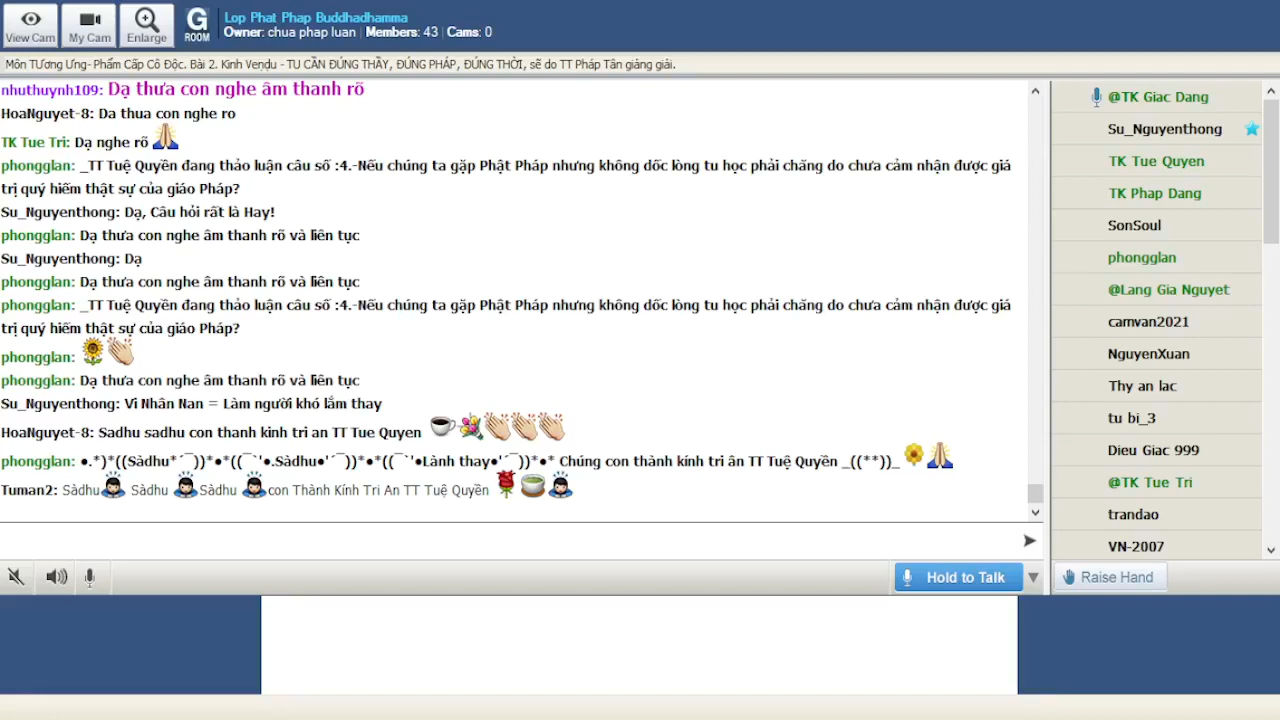 View Cam
My Cam
Enlarge
G
ROOM
Lop Phat Phap Buddhadhamma
Owner: chua phap luan | Members: 43 | Cams: 0
Môn TƯơng Ưng- Phẩm Cấp Cô Độc. Bài 2. Kinh Veṇḍu - TU CẦN ĐÚNG THẦY, ĐÚNG PHÁP, ĐÚNG THỜI, sẽ do TT Pháp Tân giảng giải.
nhuthuynh109: Dạ thưa con nghe âm thanh rõ
HoaNguyet-8: Da thua con nghe ro
TK Tue Tri: Dạ nghe rõ
phongglan: _TT Tuệ Quyền đang thảo luận câu số :4.-Nếu chúng ta gặp Phật Pháp nhưng không dốc lòng tu học phải chăng do chưa cảm nhận được giá
trị quý hiếm thật sự của giáo Pháp?
Su_Nguyenthong: Dạ, Câu hỏi rất là Hay!
phongglan: Dạ thưa con nghe âm thanh rõ và liên tục
Su_Nguyenthong: Dạ
phongglan: Dạ thưa con nghe âm thanh rõ và liên tục
phongglan: _TT Tuệ Quyền đang thảo luận câu số :4.-Nếu chúng ta gặp Phật Pháp nhưng không dốc lòng tu học phải chăng do chưa cảm nhận được giá
trị quý hiếm thật sự của giáo Pháp?
phongglan:
phongglan: Dạ thưa con nghe âm thanh rõ và liên tục
Su_Nguyenthong: Vi Nhân Nan = Làm người khó lắm thay
HoaNguyet-8: Sadhu sadhu con thanh kinh tri an TT Tue Quyen
phongglan: •.*)*((Sàdhu*´¯))*•*((¯`'•.Sàdhu•'´¯))*•*((¯`'•Lành thay•'´¯))*•* Chúng con thành kính tri ân TT Tuệ Quyền _((**))_
Tuman2: Sàdhu Sàdhu Sàdhu con Thành Kính Tri Ân TT Tuệ Quyền
Hold to Talk
@TK Giac Dang
Su_Nguyenthong
TK Tue Quyen
TK Phap Dang
SonSoul
phongglan
@Lang Gia Nguyet
camvan2021
NguyenXuan
Thy an lac
tu bi_3
Dieu Giac 999
@TK Tue Tri
trandao
VN-2007
Raise Hand